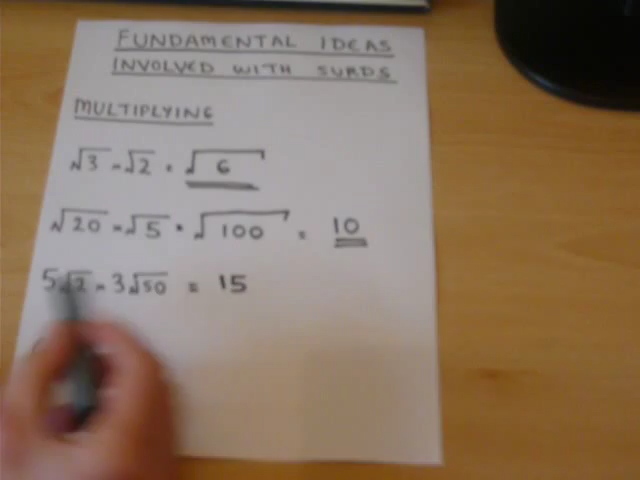 FUNDAMENTAL IDEAS
INVOLVED WITH SURDS
MULTIPLYING
√3 × √2 = √6
√20 × √5 = √100 = 10
5√2 × 3√50 = 15